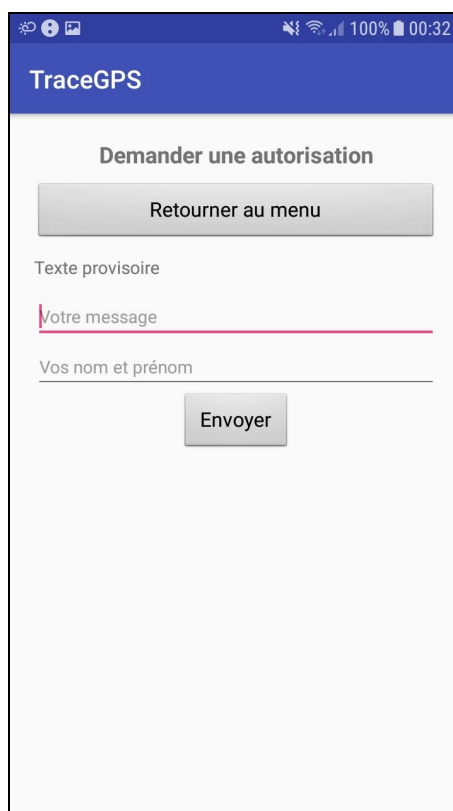 100% 00:32
TraceGPS
Demander une autorisation
Retourner au menu
Texte provisoire
Votre message
Vos nom et prénom
Envoyer